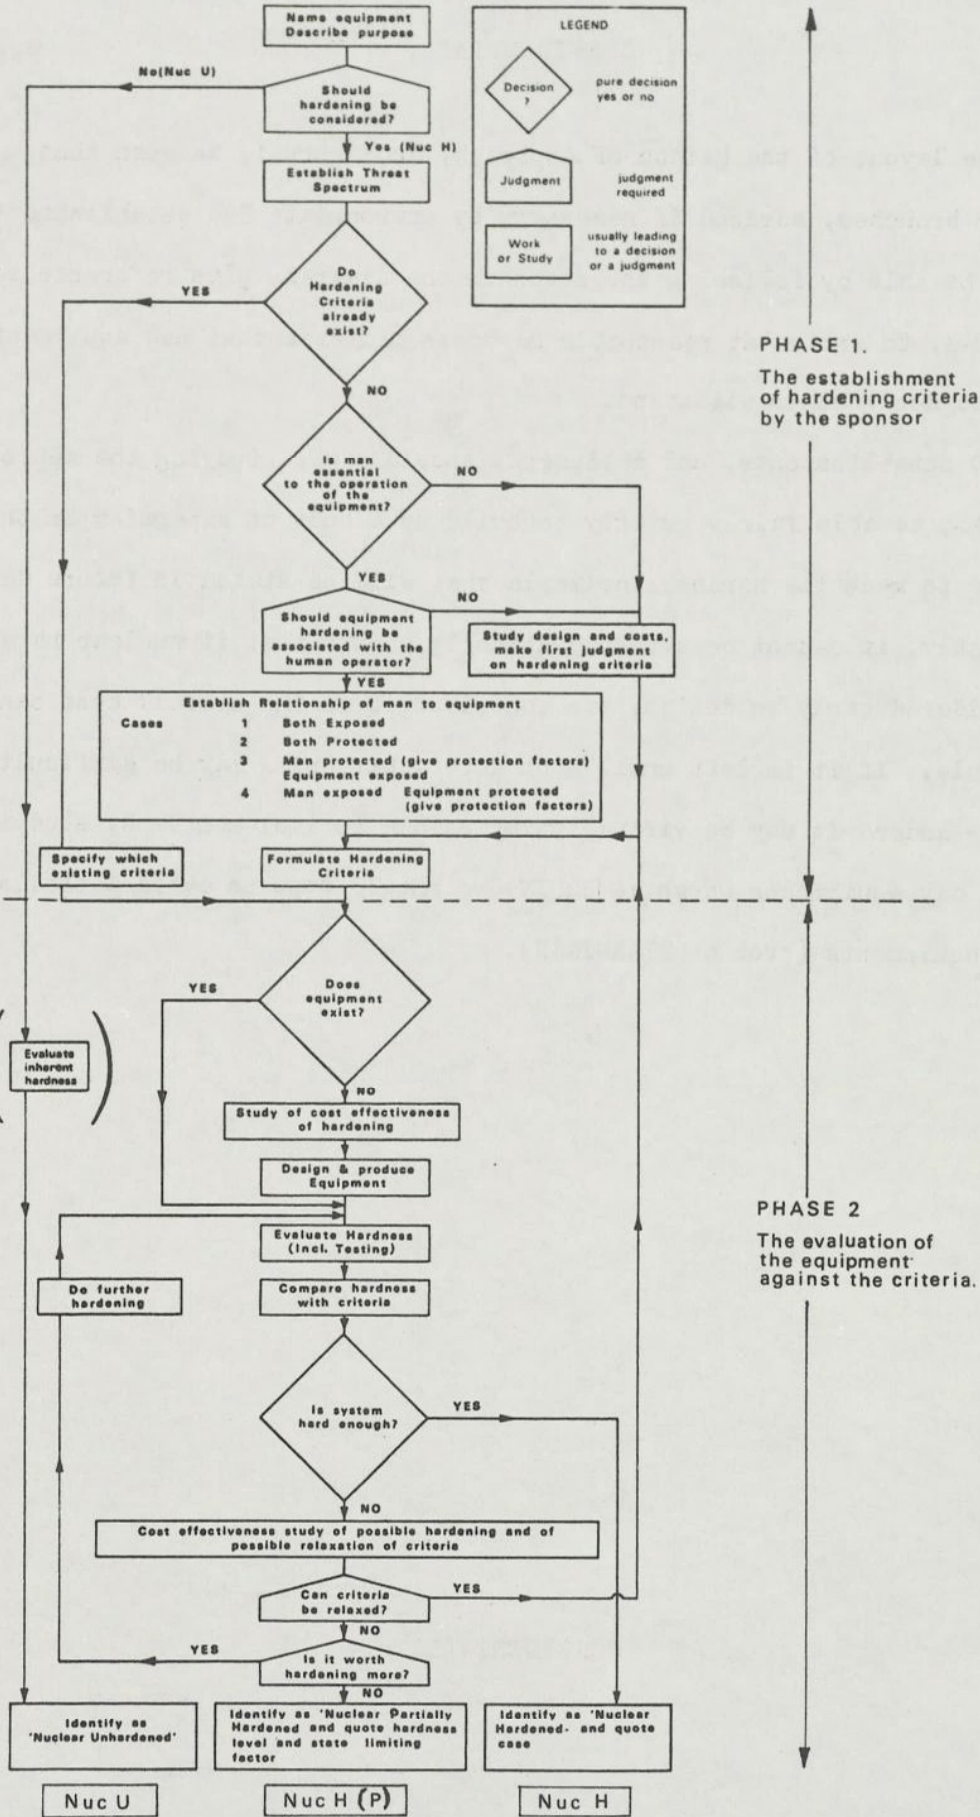 Name equipment
Describe purpose
No(Nuc U)
Should
hardening be
considered?
Yes (Nuc H)
Establish Threat
Spectrum
LEGEND
Decision
?
pure decision
yes or no
Judgment
judgment
required
Work
or Study
usually leading
to a decision
or a judgment
Do
Hardening
Criteria
already
exist?
YES
NO
PHASE 1.
The establishment
of hardening criteria
by the sponsor
Is man
essential
to the operation
of the
equipment?
NO
YES
Should equipment
hardening be
associated with the
human operator?
NO
YES
Study design and costs,
make first judgment
on hardening criteria
Establish Relationship of man to equipment
Cases 1 Both Exposed
2 Both Protected
3 Man protected (give protection factors)
Equipment exposed
4 Man exposed Equipment protected
(give protection factors)
Specify which
existing criteria
Formulate Hardening
Criteria
Does
equipment
exist?
YES
NO
Evaluate
inherent
hardness
Study of cost effectiveness
of hardening
Design & produce
Equipment
PHASE 2
The evaluation of
the equipment
against the criteria.
Evaluate Hardness
(Incl. Testing)
Do further
hardening
Compare hardness
with criteria
Is system
hard enough?
YES
NO
Cost effectiveness study of possible hardening and of
possible relaxation of criteria
Can criteria
be relaxed?
YES
NO
Is it worth
hardening more?
YES
NO
Identify as
'Nuclear Unhardened'
Identify as 'Nuclear Partially
Hardened and quote hardness
level and state limiting
factor
Identify as 'Nuclear
Hardened- and quote
case
Nuc U
Nuc H (P)
Nuc H